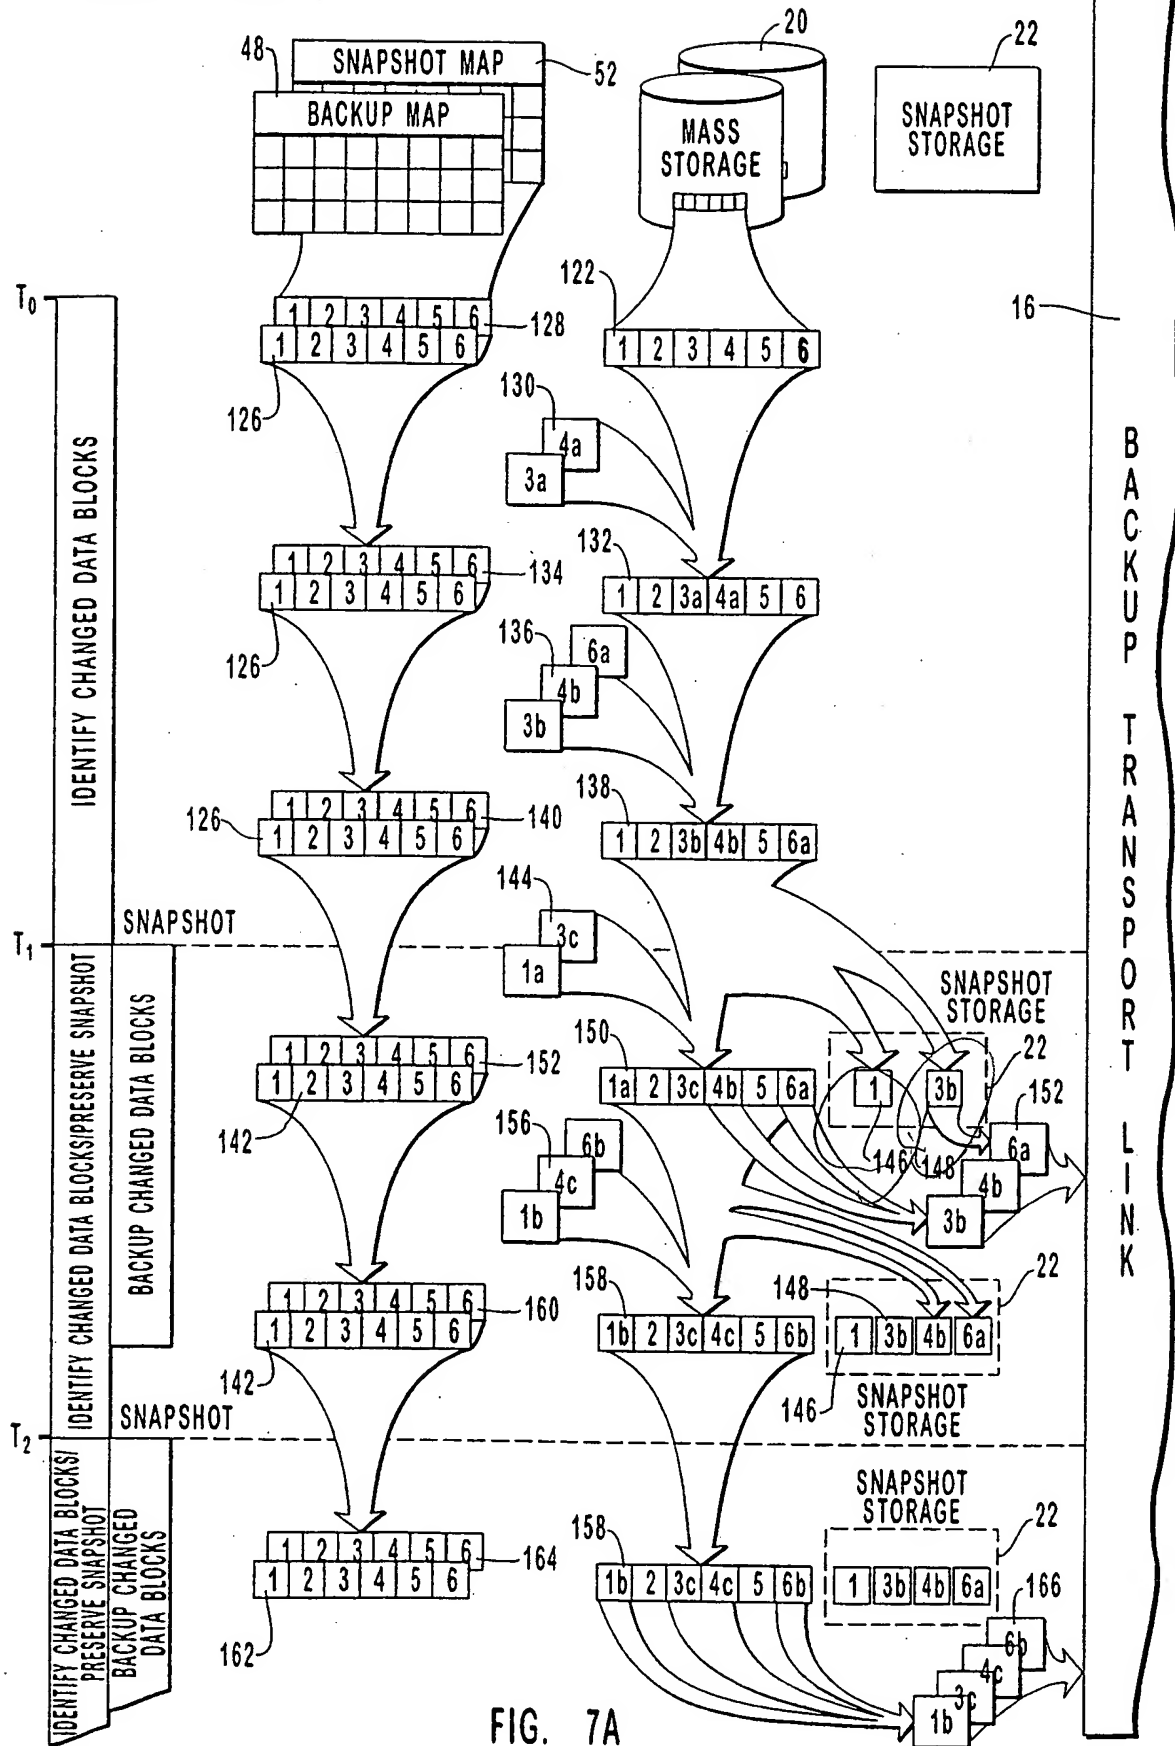 48
SNAPSHOT MAP
52
BACKUP MAP
20
MASS
STORAGE
22
SNAPSHOT
STORAGE
T0
1 2 3 4 5 6
128
1 2 3 4 5 6
126
122
1 2 3 4 5 6
16
130
4a
3a
IDENTIFY CHANGED DATA BLOCKS
BACKUP TRANSPORT LINK
1 2 3 4 5 6
134
1 2 3 4 5 6
126
132
1 2 3a 4a 5 6
136
6a
4b
3b
1 2 3 4 5 6
140
126
1 2 3 4 5 6
138
1 2 3b 4b 5 6a
SNAPSHOT
T1
144
3c
1a
SNAPSHOT
STORAGE
IDENTIFY CHANGED DATA BLOCKS/PRESERVE SNAPSHOT
BACKUP CHANGED DATA BLOCKS
1 2 3 4 5 6
152
1 2 3 4 5 6
142
150
1a 2 3c 4b 5 6a
1
3b
22
146
148
152
6a
4b
3b
156
6b
4c
1b
1 2 3 4 5 6
160
1 2 3 4 5 6
142
158
1b 2 3c 4c 5 6b
148
22
1 3b 4b 6a
146
SNAPSHOT
STORAGE
SNAPSHOT
T2
IDENTIFY CHANGED DATA BLOCKS/
PRESERVE SNAPSHOT
BACKUP CHANGED
DATA BLOCKS
1 2 3 4 5 6
164
1 2 3 4 5 6
162
158
1b 2 3c 4c 5 6b
SNAPSHOT
STORAGE
22
1 3b 4b 6a
166
6b
4c
3c
1b
FIG. 7A